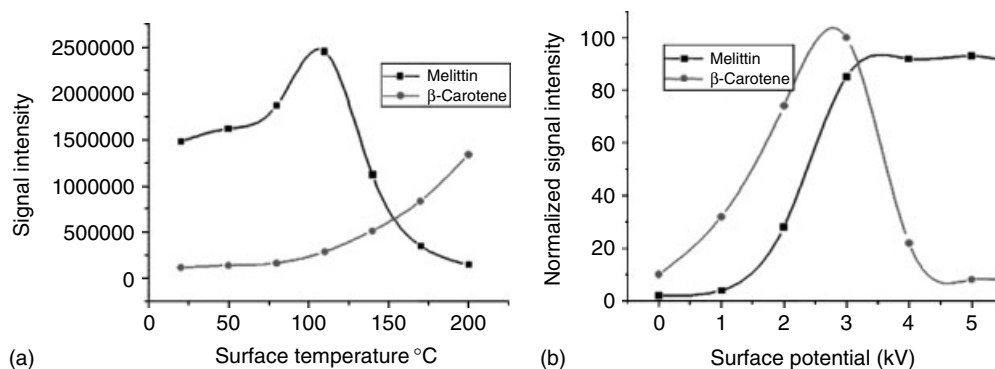 2500000
2000000
1500000
1000000
500000
0
Signal intensity
Melittin
β-Carotene
0 50 100 150 200
Surface temperature °C
(a)
100
80
60
40
20
0
Normalized signal intensity
Melittin
β-Carotene
0 1 2 3 4 5
Surface potential (kV)
(b)